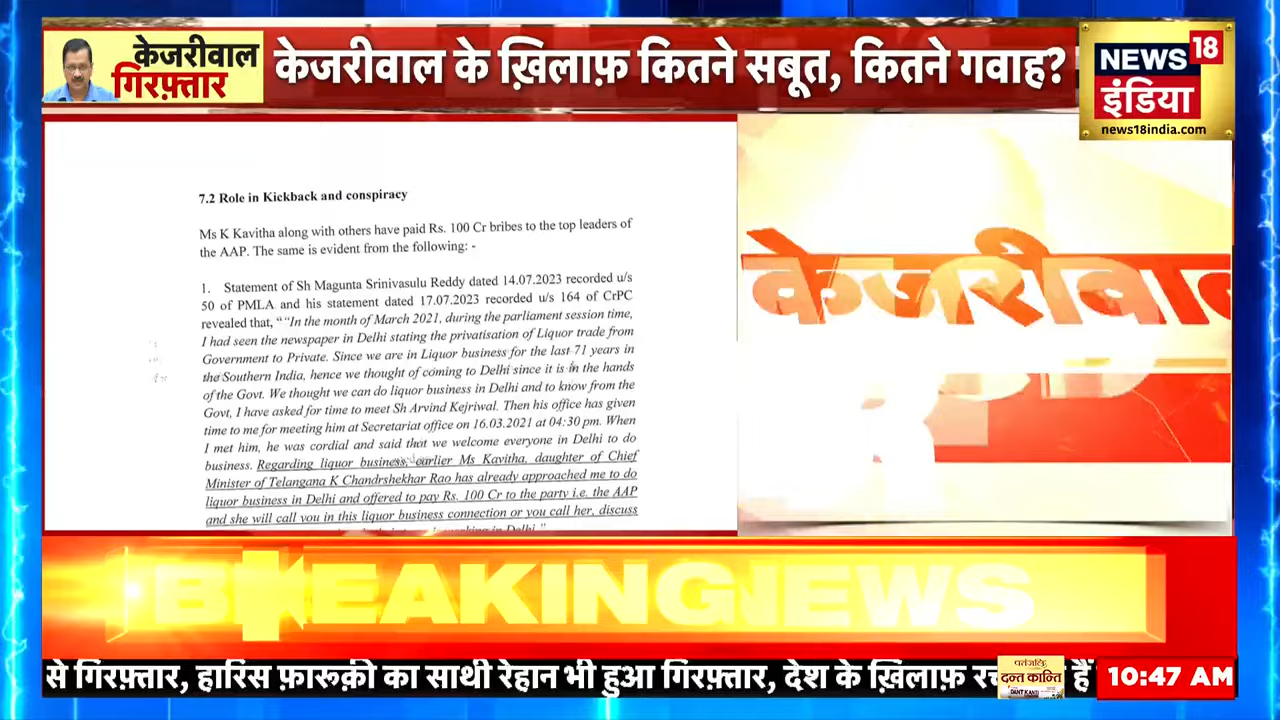 केजरीवाल
गिरफ़्तार
केजरीवाल के ख़िलाफ़ कितने सबूत, कितने गवाह?
NEWS 18
इंडिया
news18india.com
7.2 Role in Kickback and conspiracy
Ms K Kavitha along with others have paid Rs. 100 Cr bribes to the top leaders of
the AAP. The same is evident from the following: -
1. Statement of Sh Magunta Srinivasulu Reddy dated 14.07.2023 recorded u/s
50 of PMLA and his statement dated 17.07.2023 recorded u/s 164 of CrPC
revealed that, ““In the month of March 2021, during the parliament session time,
I had seen the newspaper in Delhi stating the privatisation of Liquor trade from
Government to Private. Since we are in Liquor business for the last 71 years in
the Southern India, hence we thought of coming to Delhi since it is in the hands
of the Govt. We thought we can do liquor business in Delhi and to know from the
Govt, I have asked for time to meet Sh Arvind Kejriwal. Then his office has given
time to me for meeting him at Secretariat office on 16.03.2021 at 04:30 pm. When
I met him, he was cordial and said that we welcome everyone in Delhi to do
business. Regarding liquor business, earlier Ms Kavitha, daughter of Chief
Minister of Telangana K Chandrshekhar Rao has already approached me to do
liquor business in Delhi and offered to pay Rs. 100 Cr to the party i.e. the AAP
and she will call you in this liquor business connection or you call her, discuss
in Delhi."
केजरीवाल
BREAKING NEWS
से गिरफ़्तार, हारिस फ़ारूक़ी का साथी रेहान भी हुआ गिरफ़्तार, देश के ख़िलाफ़ हैं
पतंजलि
दन्त कान्ति
DANT KANTI
10:47 AM